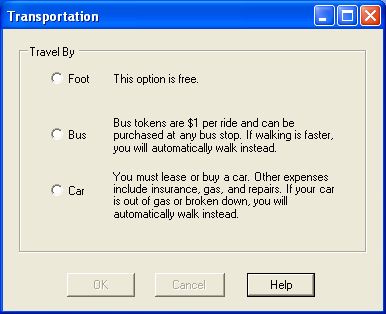 Transportation
Travel By
Foot
This option is free.
Bus
Bus tokens are $1 per ride and can be
purchased at any bus stop. If walking is faster,
you will automatically walk instead.
Car
You must lease or buy a car. Other expenses
include insurance, gas, and repairs. If your car
is out of gas or broken down, you will
automatically walk instead.
OK
Cancel
Help